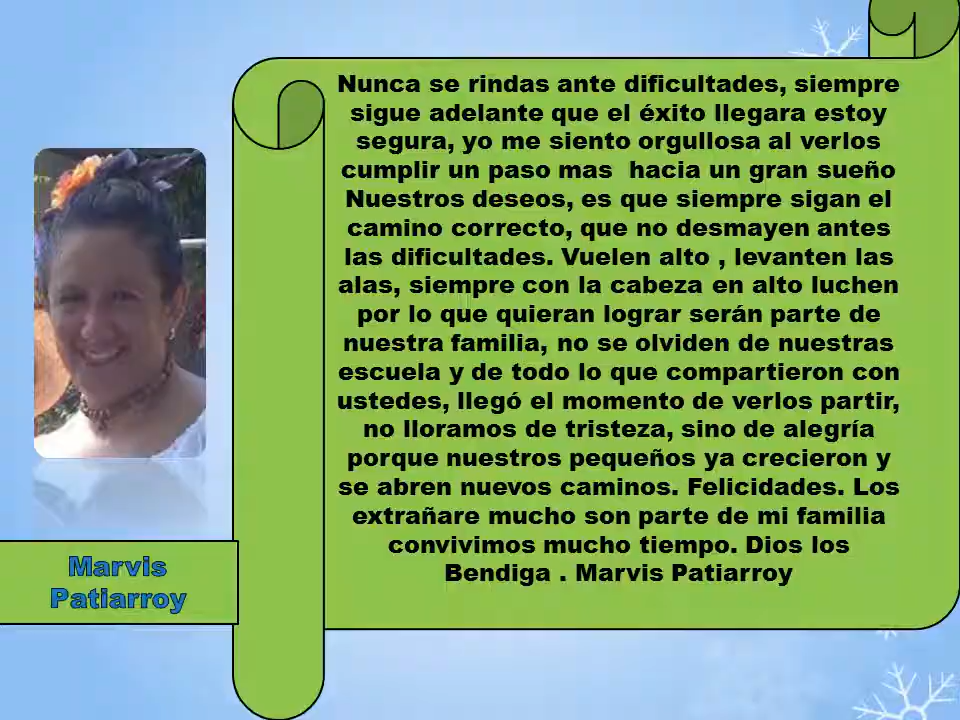 Nunca se rindas ante dificultades, siempre
sigue adelante que el éxito llegara estoy
segura, yo me siento orgullosa al verlos
cumplir un paso mas  hacia un gran sueño
Nuestros deseos, es que siempre sigan el
camino correcto, que no desmayen antes
las dificultades. Vuelen alto , levanten las
alas, siempre con la cabeza en alto luchen
por lo que quieran lograr serán parte de
nuestra familia, no se olviden de nuestras
escuela y de todo lo que compartieron con
ustedes, llegó el momento de verlos partir,
no lloramos de tristeza, sino de alegría
porque nuestros pequeños ya crecieron y
se abren nuevos caminos. Felicidades. Los
extrañare mucho son parte de mi familia
convivimos mucho tiempo. Dios los
Bendiga . Marvis Patiarroy
Marvis
Patiarroy